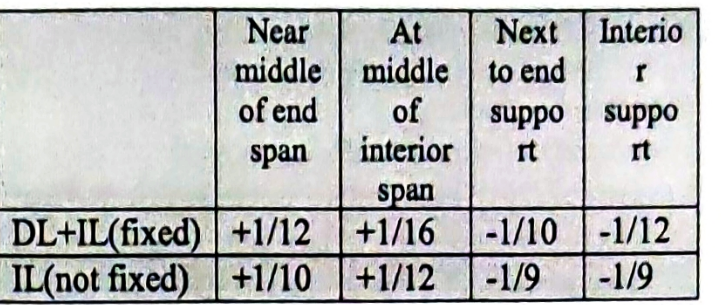 Near At Next Interio
middle middle to end r
of end of suppo suppo
span interior rt rt
span
DL+IL(fixed) +1/12 +1/16 -1/10 -1/12
IL(not fixed) +1/10 +1/12 -1/9 -1/9